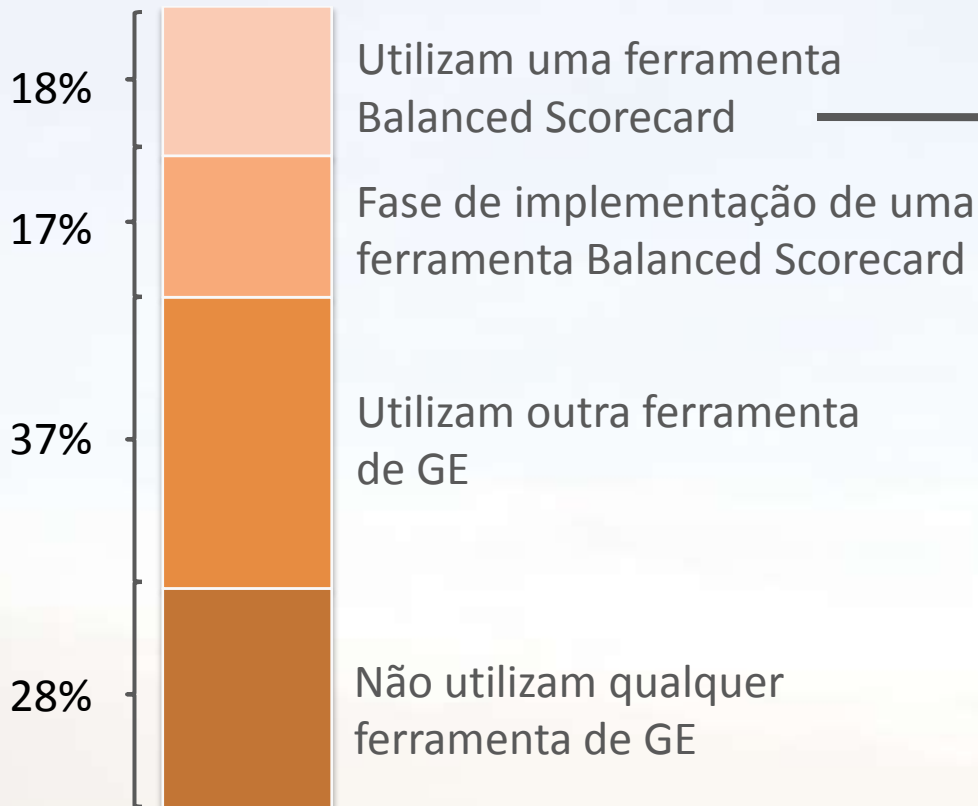 18%
Utilizam uma ferramenta
Balanced Scorecard
17%
Fase de implementação de uma
ferramenta Balanced Scorecard
37%
Utilizam outra ferramenta
de GE
28%
Não utilizam qualquer
ferramenta de GE